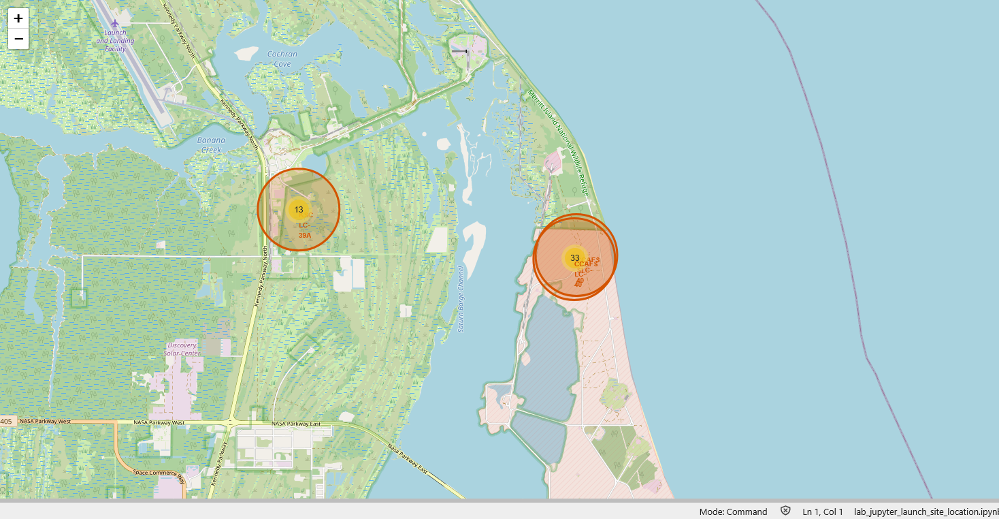 +
−
Launch
and Landing
Facility
Kennedy Parkway North
Cochran
Cove
Kennedy Parkway North
Merritt Island National Wildlife Refuge
Banana
Creek
13
LC-
39A
33
CCAFS
AFS
SLC-
LC-
40
40
Kennedy Parkway North
Saturn Barge Channel
Discovery
Solar Center
405
NASA Parkway West
NASA Parkway West
NASA Parkway East
Nasa Parkway East
Kennedy Parkway
Space Commerce Way
Mode: Command
Ln 1, Col 1
lab_jupyter_launch_site_location.ipynb